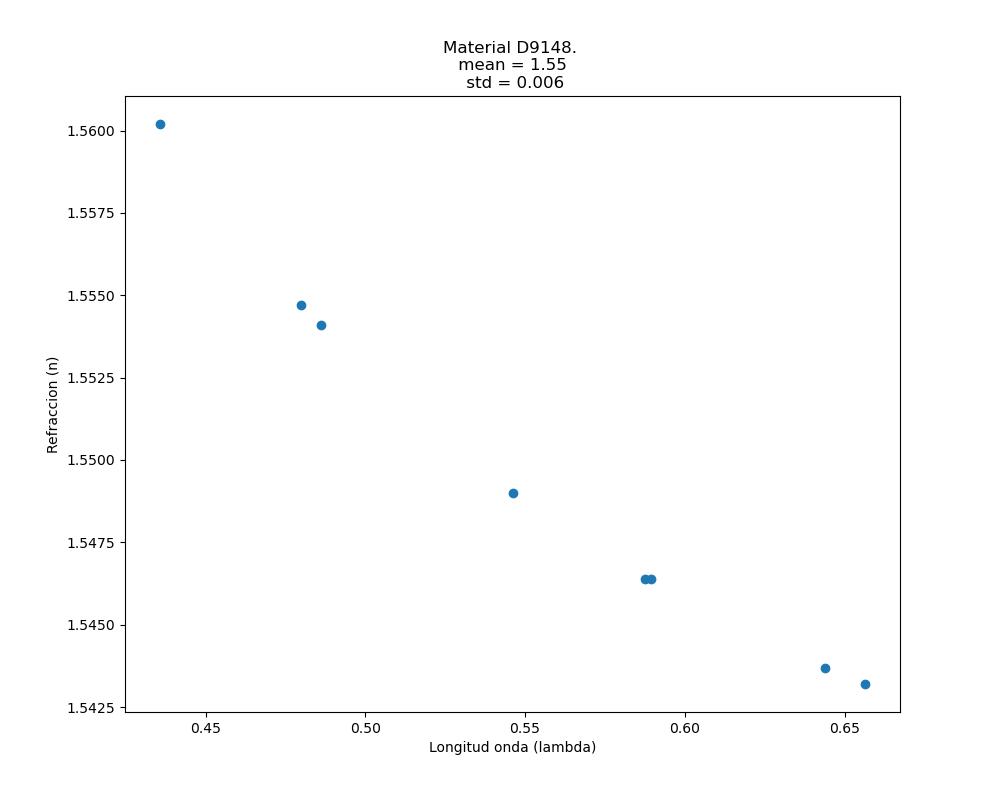 Material D9148.
mean = 1.55
std = 0.006
1.5600
1.5575
1.5550
1.5525
1.5500
1.5475
1.5450
1.5425
Refraccion (n)
0.45 0.50 0.55 0.60 0.65
Longitud onda (lambda)